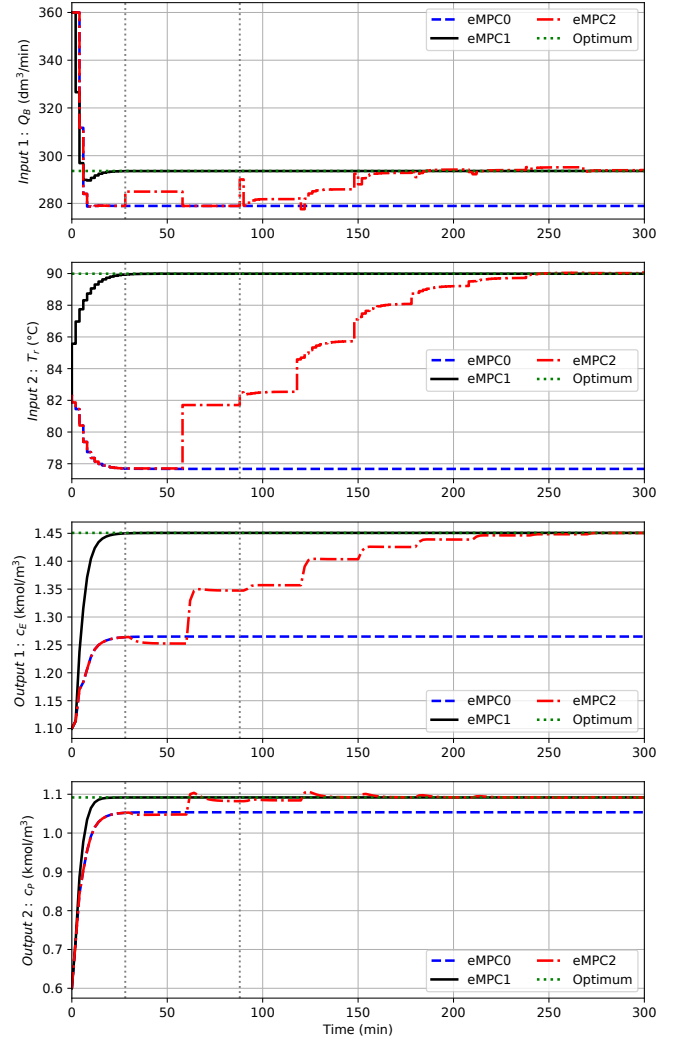 360
340
320
300
280
Input 1: Q_B (dm³/min)
eMPC0 eMPC2
eMPC1 Optimum
0 50 100 150 200 250 300
90
88
86
84
82
80
78
Input 2: T_r (°C)
eMPC0 eMPC2
eMPC1 Optimum
0 50 100 150 200 250 300
1.45
1.40
1.35
1.30
1.25
1.20
1.15
1.10
Output 1: c_E (kmol/m³)
eMPC0 eMPC2
eMPC1 Optimum
0 50 100 150 200 250 300
1.1
1.0
0.9
0.8
0.7
0.6
Output 2: c_P (kmol/m³)
eMPC0 eMPC2
eMPC1 Optimum
0 50 100 150 200 250 300
Time (min)